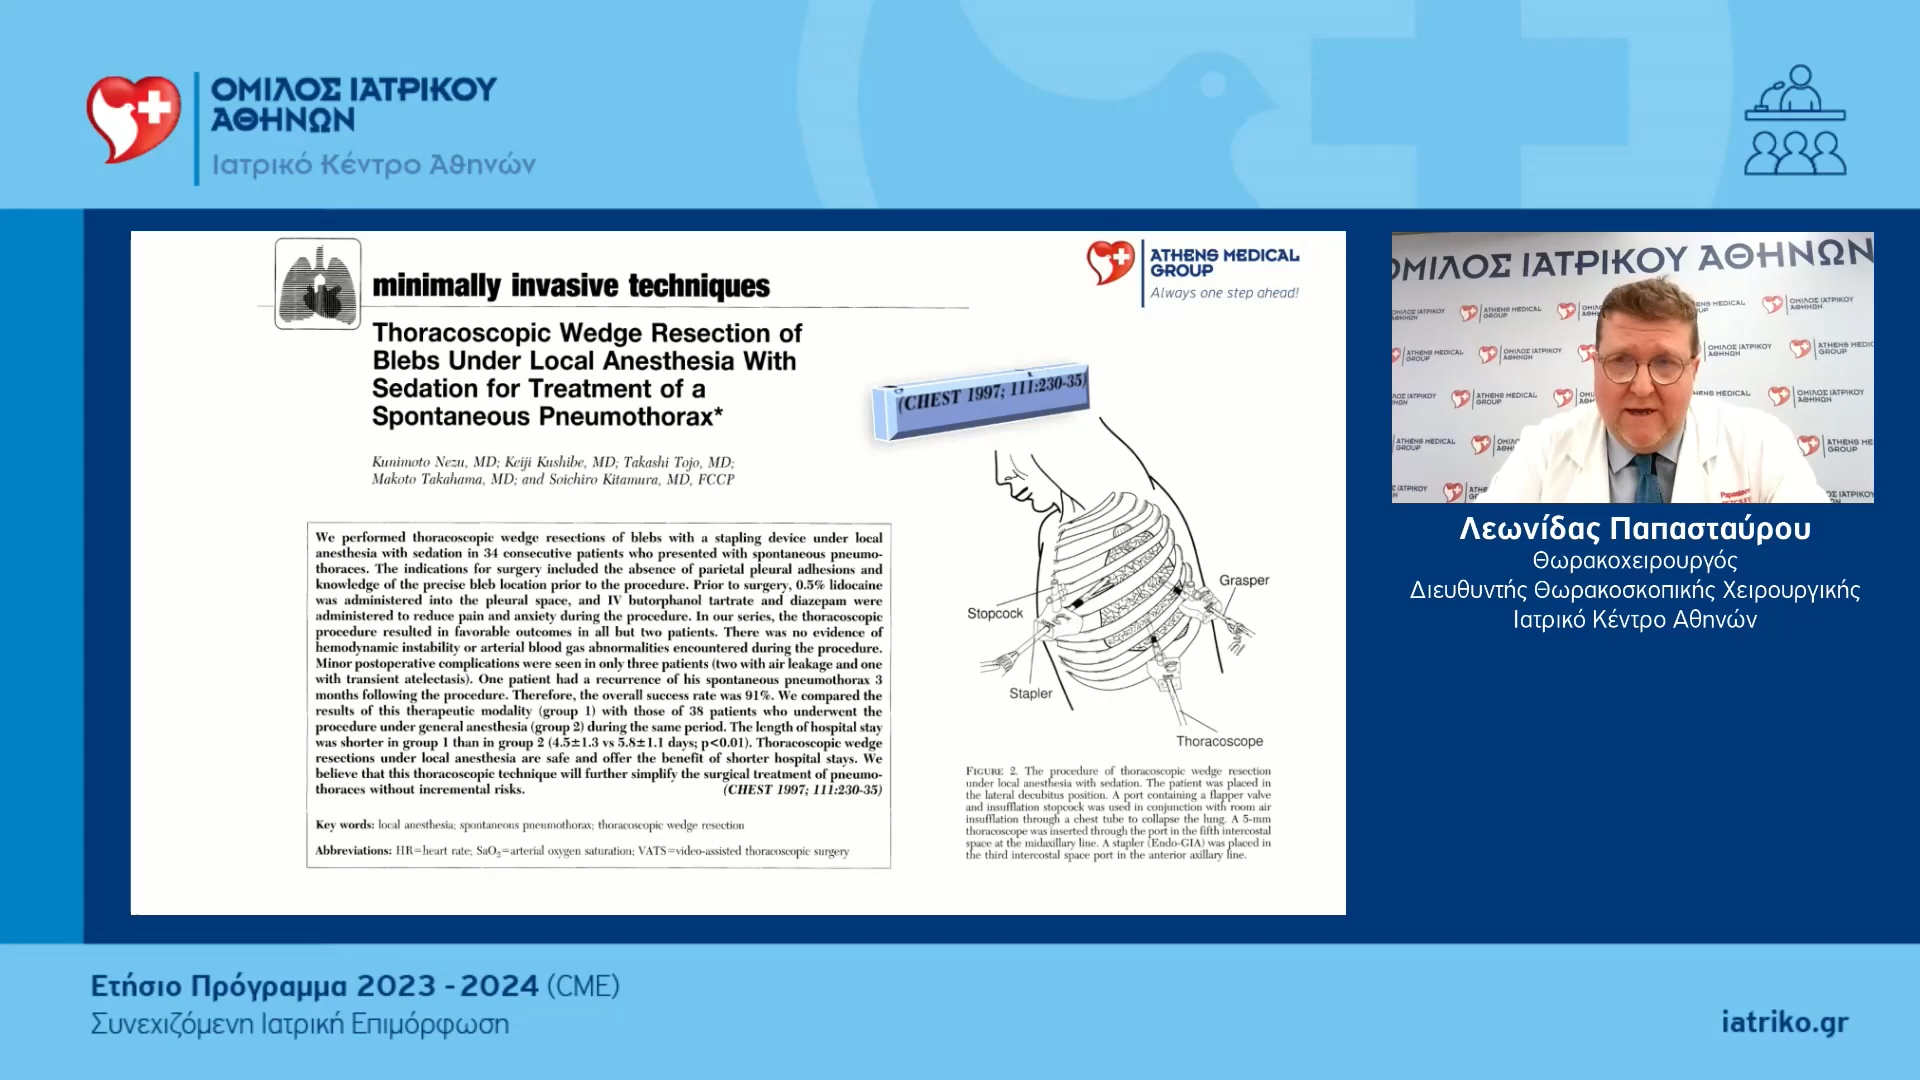 ΟΜΙΛΟΣ ΙΑΤΡΙΚΟΥ
ΑΘΗΝΩΝ
Ιατρικό Κέντρο Αθηνών
minimally invasive techniques
Thoracoscopic Wedge Resection of
Blebs Under Local Anesthesia With
Sedation for Treatment of a
Spontaneous Pneumothorax*
Kunimoto Nezu, MD; Keiji Kushibe, MD; Takashi Tojo, MD;
Makoto Takahama, MD; and Soichiro Kitamura, MD, FCCP
We performed thoracoscopic wedge resections of blebs with a stapling device under local
anesthesia with sedation in 34 consecutive patients who presented with spontaneous pneumo-
thoraces. The indications for surgery included the absence of parietal pleural adhesions and
knowledge of the precise bleb location prior to the procedure. Prior to surgery, 0.5% lidocaine
was administered into the pleural space, and IV butorphanol tartrate and diazepam were
administered to reduce pain and anxiety during the procedure. In our series, the thoracoscopic
procedure resulted in favorable outcomes in all but two patients. There was no evidence of
hemodynamic instability or arterial blood gas abnormalities encountered during the procedure.
Minor postoperative complications were seen in only three patients (two with air leakage and one
with transient atelectasis). One patient had a recurrence of his spontaneous pneumothorax 3
months following the procedure. Therefore, the overall success rate was 91%. We compared the
results of this therapeutic modality (group 1) with those of 38 patients who underwent the
procedure under general anesthesia (group 2) during the same period. The length of hospital stay
was shorter in group 1 than in group 2 (4.5±1.3 vs 5.8±1.1 days; p<0.01). Thoracoscopic wedge
resections under local anesthesia are safe and offer the benefit of shorter hospital stays. We
believe that this thoracoscopic technique will further simplify the surgical treatment of pneumo-
thoraces without incremental risks. (CHEST 1997; 111:230-35)
Key words: local anesthesia; spontaneous pneumothorax; thoracoscopic wedge resection
Abbreviations: HR=heart rate; SaO₂=arterial oxygen saturation; VATS=video-assisted thoracoscopic surgery
ATHENS MEDICAL
GROUP
Always one step ahead!
(CHEST 1997; 111:230-35)
Grasper
Stopcock
Stapler
Thoracoscope
FIGURE 2. The procedure of thoracoscopic wedge resection
under local anesthesia with sedation. The patient was placed in
the lateral decubitus position. A port containing a flapper valve
and insufflation stopcock was used in conjunction with room air
insufflation through a chest tube to collapse the lung. A 5-mm
thoracoscope was inserted through the port in the fifth intercostal
space at the midaxillary line. A stapler (Endo-GIA) was placed in
the third intercostal space port in the anterior axillary line.
ΟΜΙΛΟΣ ΙΑΤΡΙΚΟΥ ΑΘΗΝΩΝ
Λεωνίδας Παπασταύρου
Θωρακοχειρουργός
Διευθυντής Θωρακοσκοπικής Χειρουργικής
Ιατρικό Κέντρο Αθηνών
Ετήσιο Πρόγραμμα 2023 - 2024 (CME)
Συνεχιζόμενη Ιατρική Επιμόρφωση
iatriko.gr